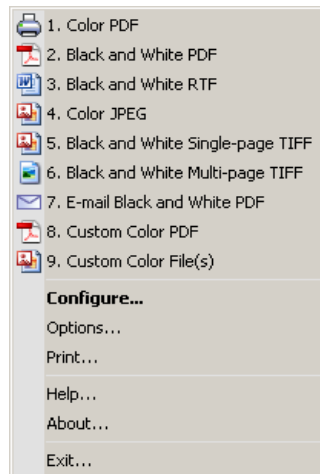 1. Color PDF
2. Black and White PDF
3. Black and White RTF
4. Color JPEG
5. Black and White Single-page TIFF
6. Black and White Multi-page TIFF
7. E-mail Black and White PDF
8. Custom Color PDF
9. Custom Color File(s)
Configure...
Options...
Print...
Help...
About...
Exit...